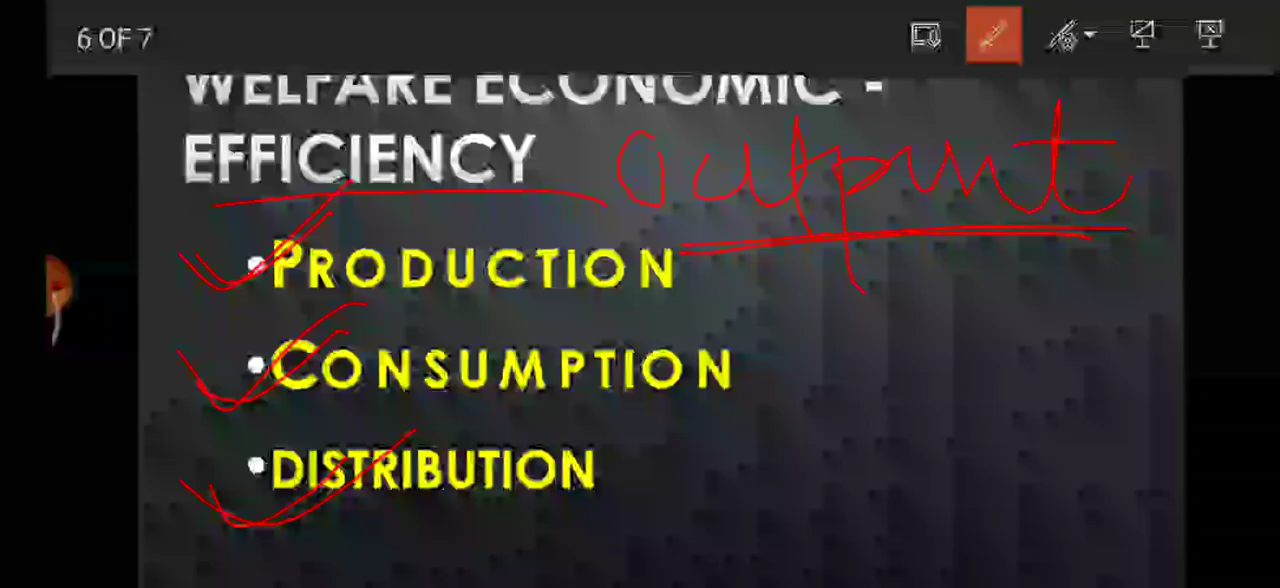 6 OF 7
WELFARE ECONOMIC -
EFFICIENCY output
•PRODUCTION
•CONSUMPTION
•DISTRIBUTION